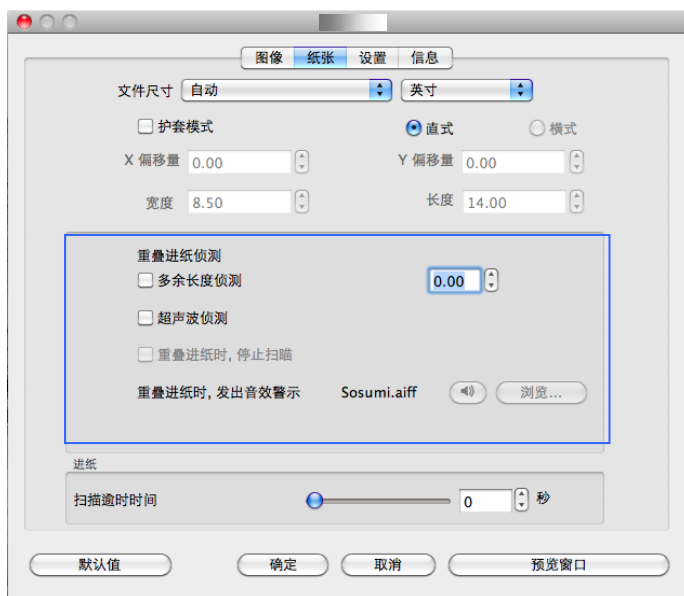 图像 纸张 设置 信息
文件尺寸 自动 英寸
护套模式 直式 横式
X 偏移量 0.00 Y 偏移量 0.00
宽度 8.50 长度 14.00
重叠进纸侦测
多余长度侦测 0.00
超声波侦测
重叠进纸时, 停止扫瞄
重叠进纸时, 发出音效警示 Sosumi.aiff 浏览...
进纸
扫描逾时时间 0 秒
默认值 确定 取消 预览窗口